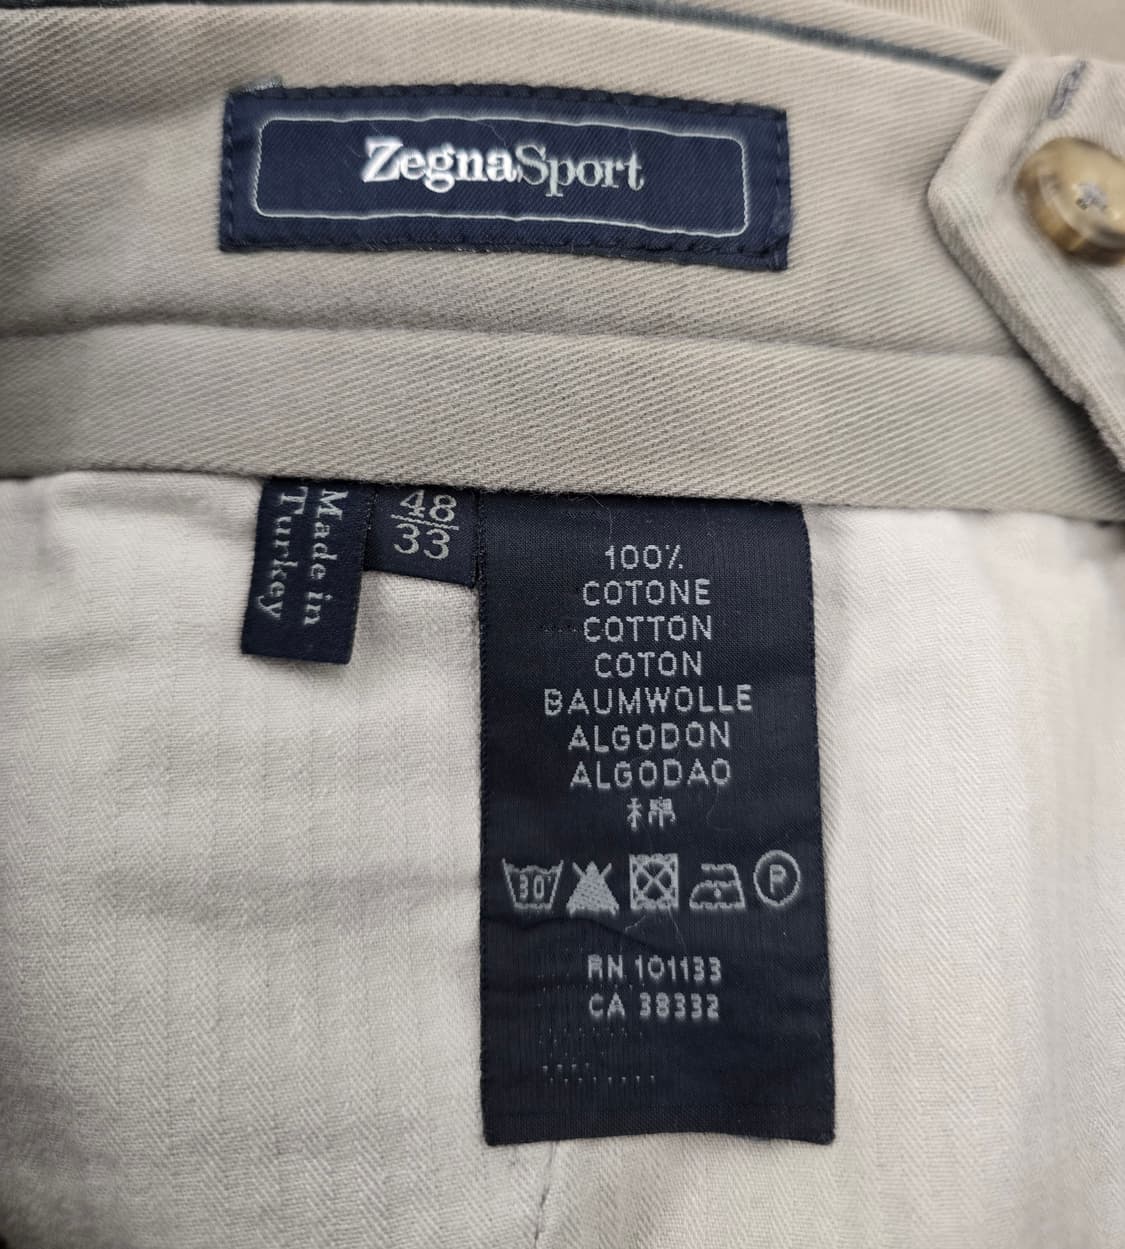 ZegnaSport
Made in
Turkey
48
33
100%
COTONE
COTTON
COTON
BAUMWOLLE
ALGODON
ALGODAO
棉
30°
P
RN 101133
CA 38332